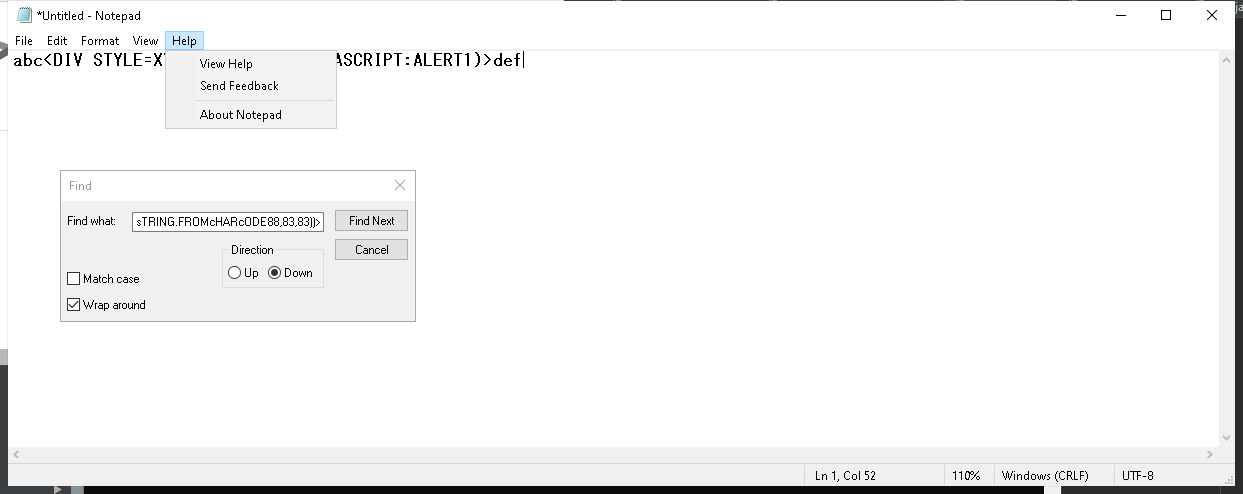 *Untitled - Notepad
File Edit Format View Help
abc<DIV STYLE=X ASCRIPT:ALERT1)>def
View Help
Send Feedback
About Notepad
Find
Find what: sTRING.FROMcHARcODE88,83,83))> Find Next
Direction Cancel
Up Down
Match case
Wrap around
Ln 1, Col 52 110% Windows (CRLF) UTF-8